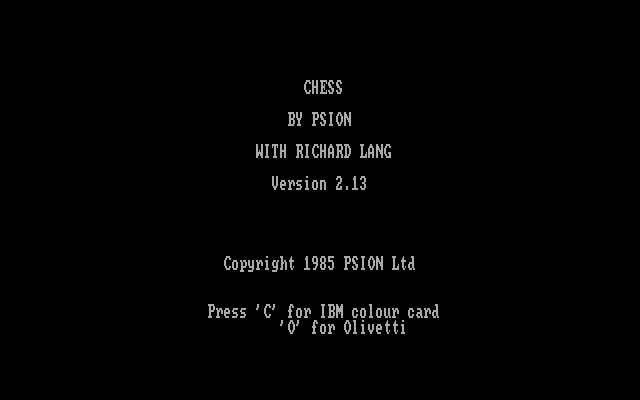 CHESS
BY PSION
WITH RICHARD LANG
Version 2.13
Copyright 1985 PSION Ltd
Press 'C' for IBM colour card
'O' for Olivetti